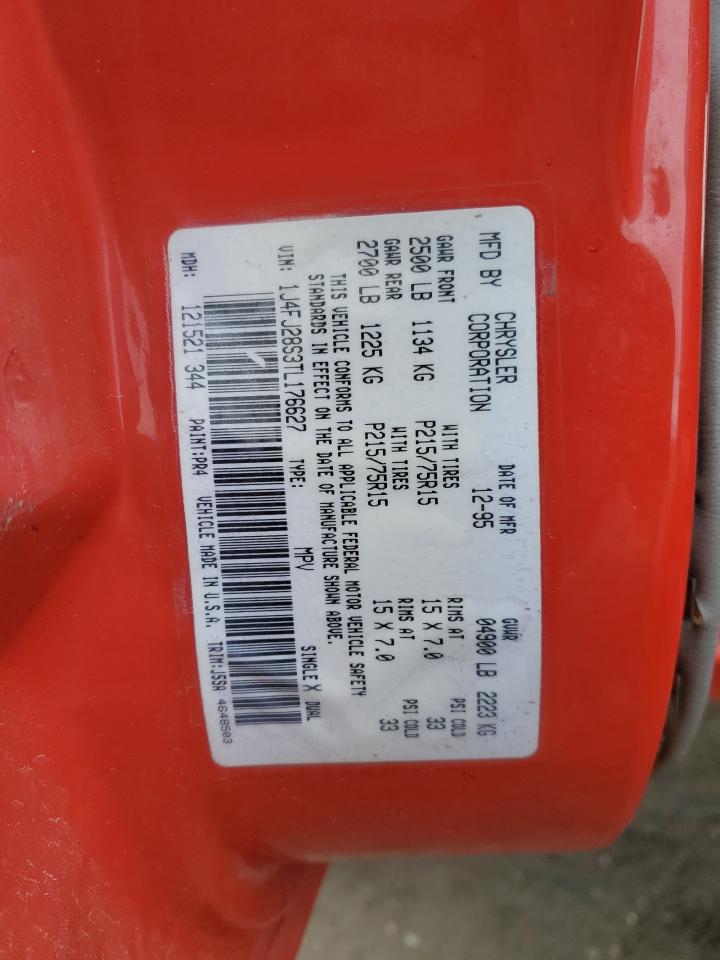 MFD BY CHRYSLER CORPORATION DATE OF MFR 12-95 GVWR 04900 LB 2223 KG
GAWR FRONT WITH TIRES RIMS AT PSI COLD
2500 LB 1134 KG P215/75R15 15 X 7.0 33
GAWR REAR WITH TIRES RIMS AT PSI COLD
2700 LB 1225 KG P215/75R15 15 X 7.0 33
THIS VEHICLE CONFORMS TO ALL APPLICABLE FEDERAL MOTOR VEHICLE SAFETY
STANDARDS IN EFFECT ON THE DATE OF MANUFACTURE SHOWN ABOVE.
VIN: 1J4FJ28S3TL176627 TYPE: MPV SINGLE X DUAL
MDH: 121521 344 PAINT:PR4 VEHICLE MADE IN U.S.A. TRIM:JSSA 4648503